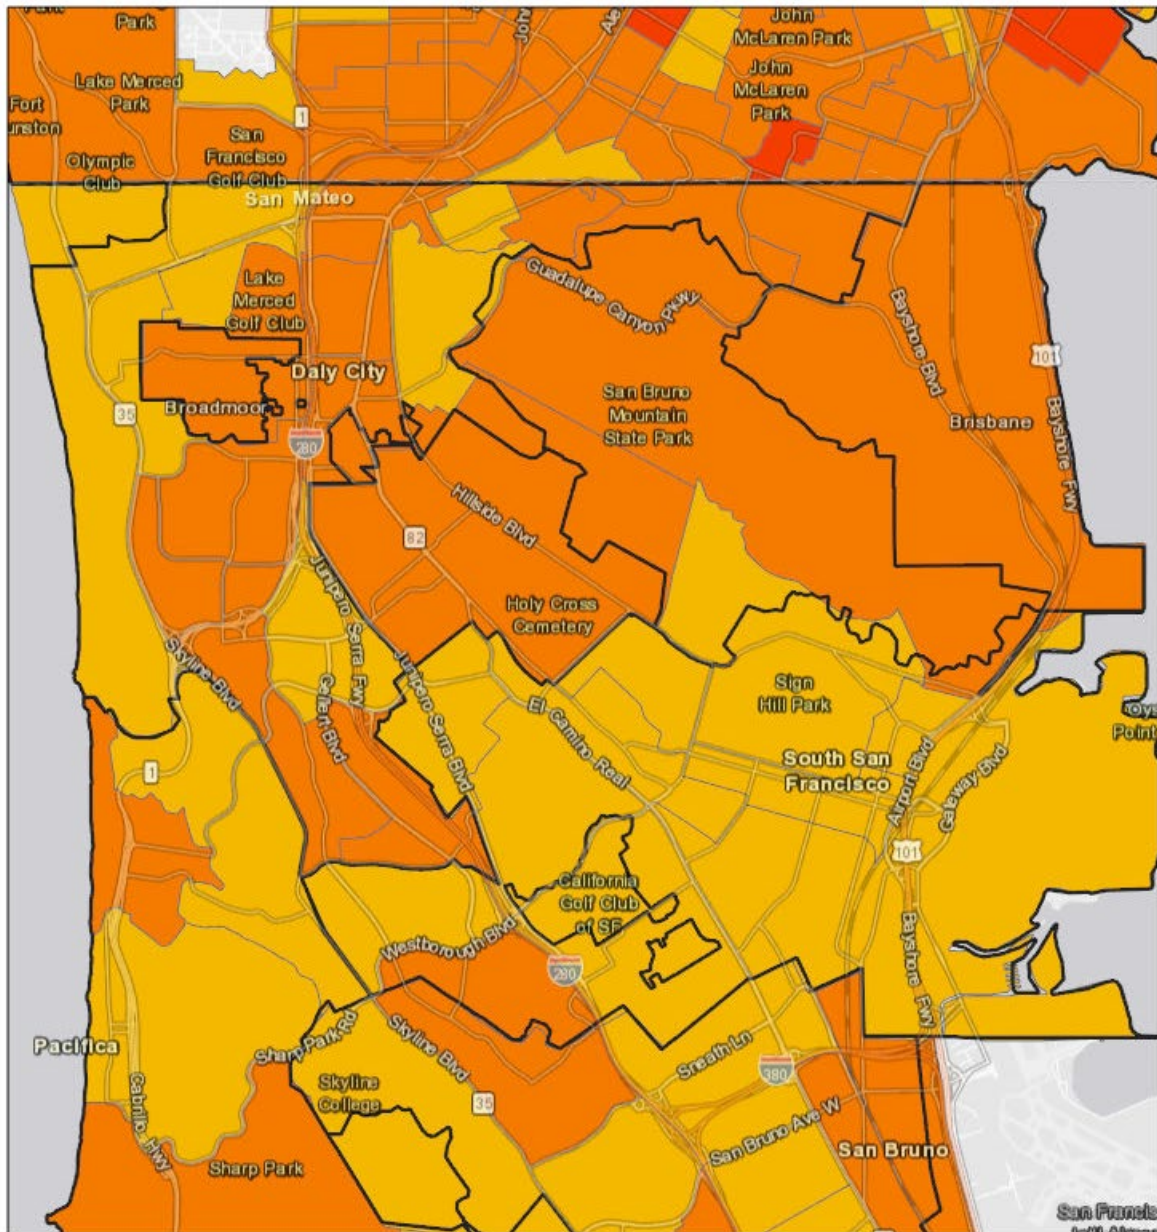 Park
Park
John
McLaren Park
Lake Merced
Park
John
McLaren
Park
Fort
1
San
Francisco
Golf Club
Olympic
Club
San Mateo
Guadalupe Canyon Pkwy
Lake
Merced
Golf Club
Bayshore Blvd
101
Daly City
Broadmoor
35
San Bruno
Mountain
State Park
Brisbane
Bayshore Fwy
280
Hillside Blvd
82
Junipero Serra Fwy
Holy Cross
Cemetery
Skyline Blvd
Gellert Blvd
Junipero Serra Blvd
Sign
Hill Park
El Camino Real
Oys
Point
South San
Francisco
Airport Blvd
Gateway Blvd
1
101
California
Golf Club
of SF
Westborough Blvd
280
Bayshore Fwy
Pacifica
Sharp Park Rd
Skyline Blvd
Sneath Ln
380
Skyline
College
35
Cabrillo Hwy
San Bruno Ave W
San Bruno
Sharp Park
San Francis